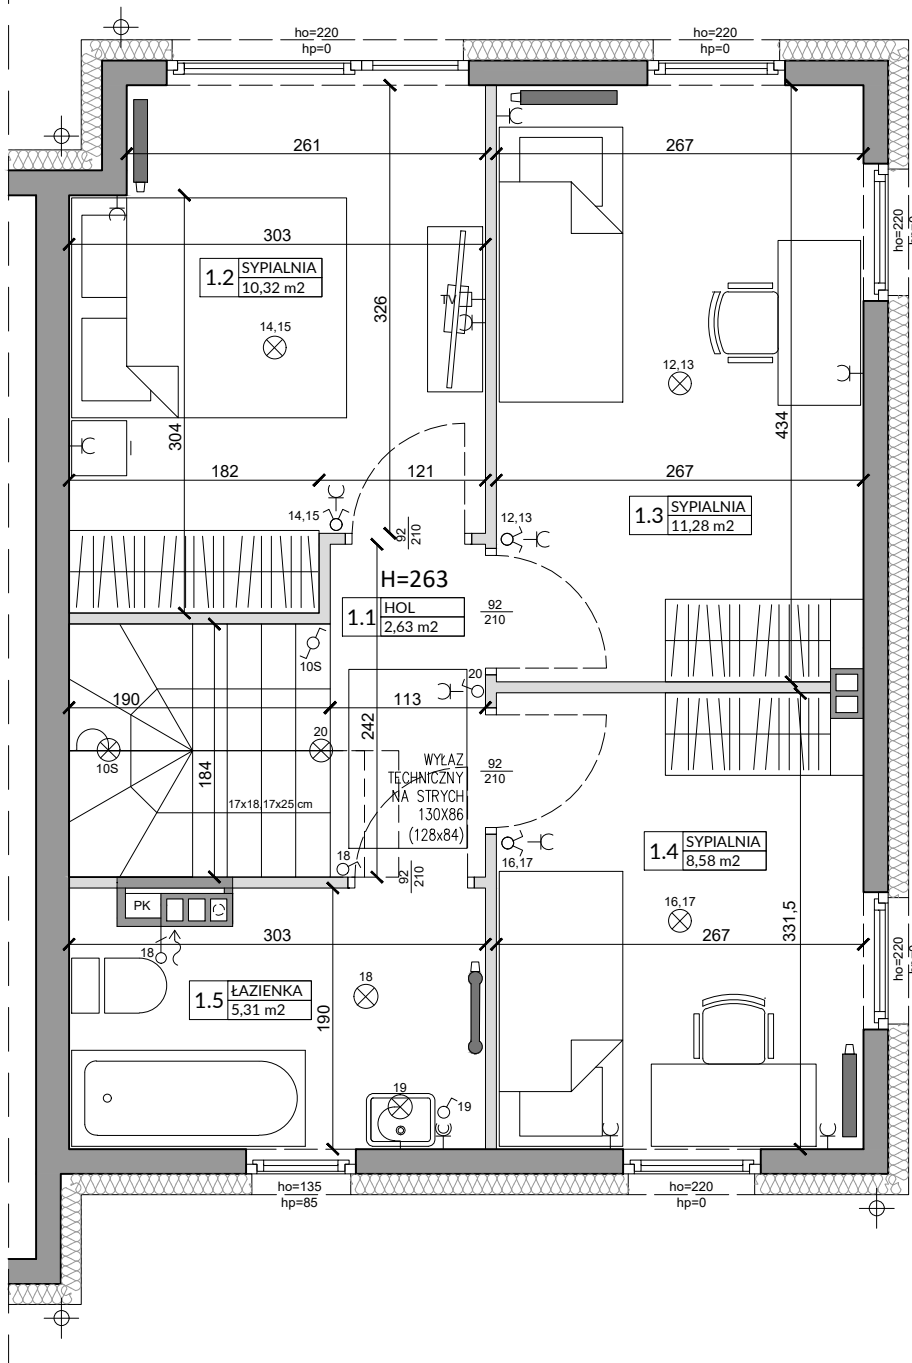 ho=220
hp=0
ho=220
hp=0
261
267
ho=220
303
1.2
SYPIALNIA
10,32 m2
326
TV
14,15
12,13
304
434
182
121
267
14,15
92
210
12,13
1.3
SYPIALNIA
11,28 m2
H=263
1.1
HOL
2,63 m2
92
210
10S
20
190
113
242
20
10S
184
WYŁAZ
TECHNICZNY
NA STRYCH
130X86
(128x84)
92
210
17x18,17x25 cm
18
92
210
16,17
1.4
SYPIALNIA
8,58 m2
PK
16,17
331,5
303
267
18
18
ho=220
1.5
ŁAZIENKA
5,31 m2
190
19
19
ho=135
hp=85
ho=220
hp=0